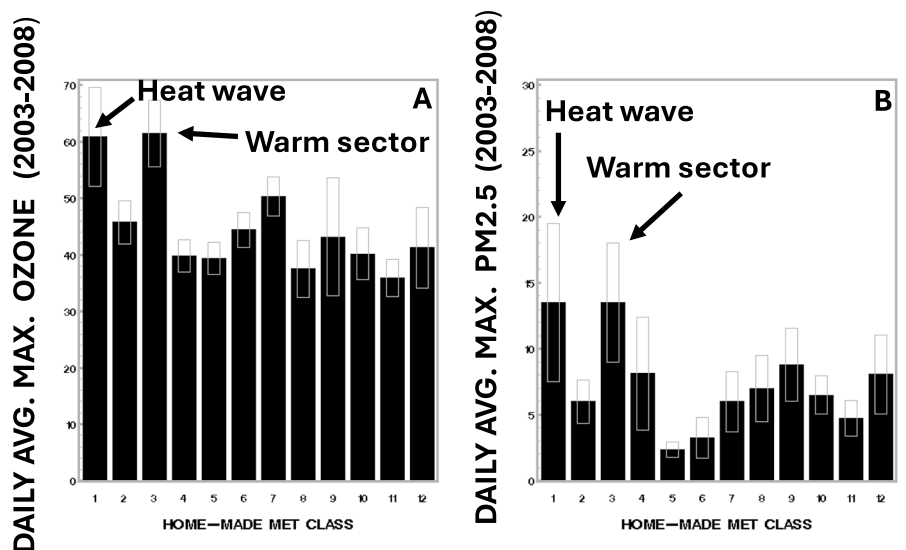 DAILY AVG. MAX. OZONE (2003-2008)
70
60
50
40
30
20
10
0
Heat wave
Warm sector
A
1 2 3 4 5 6 7 8 9 10 11 12
HOME-MADE MET CLASS
DAILY AVG. MAX. PM2.5 (2003-2008)
30
25
20
15
10
5
0
Heat wave
Warm sector
B
1 2 3 4 5 6 7 8 9 10 11 12
HOME-MADE MET CLASS